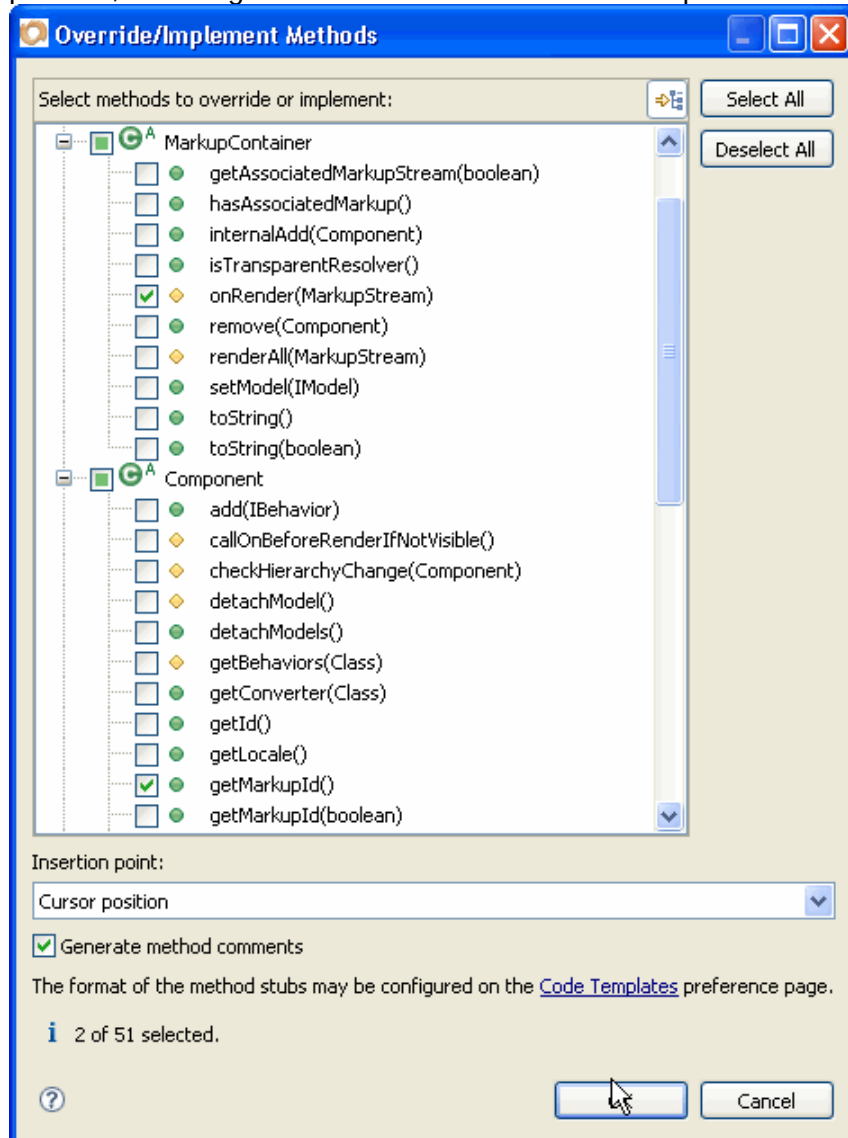 Override/Implement Methods
Select methods to override or implement:
Select All
Deselect All
MarkupContainer
getAssociatedMarkupStream(boolean)
hasAssociatedMarkup()
internalAdd(Component)
isTransparentResolver()
onRender(MarkupStream)
remove(Component)
renderAll(MarkupStream)
setModel(IModel)
toString()
toString(boolean)
Component
add(IBehavior)
callOnBeforeRenderIfNotVisible()
checkHierarchyChange(Component)
detachModel()
detachModels()
getBehaviors(Class)
getConverter(Class)
getId()
getLocale()
getMarkupId()
getMarkupId(boolean)
Insertion point:
Cursor position
Generate method comments
The format of the method stubs may be configured on the Code Templates preference page.
2 of 51 selected.
Cancel